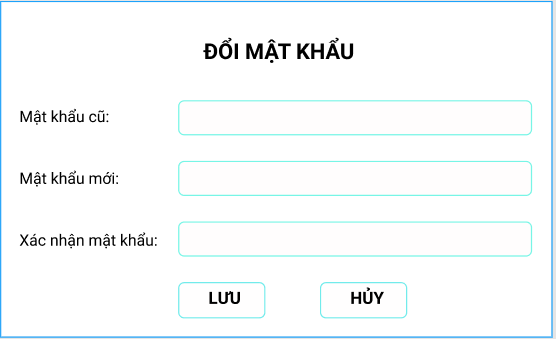 ĐỔI MẬT KHẨU
Mật khẩu cũ:
Mật khẩu mới:
Xác nhận mật khẩu:
LƯU HỦY